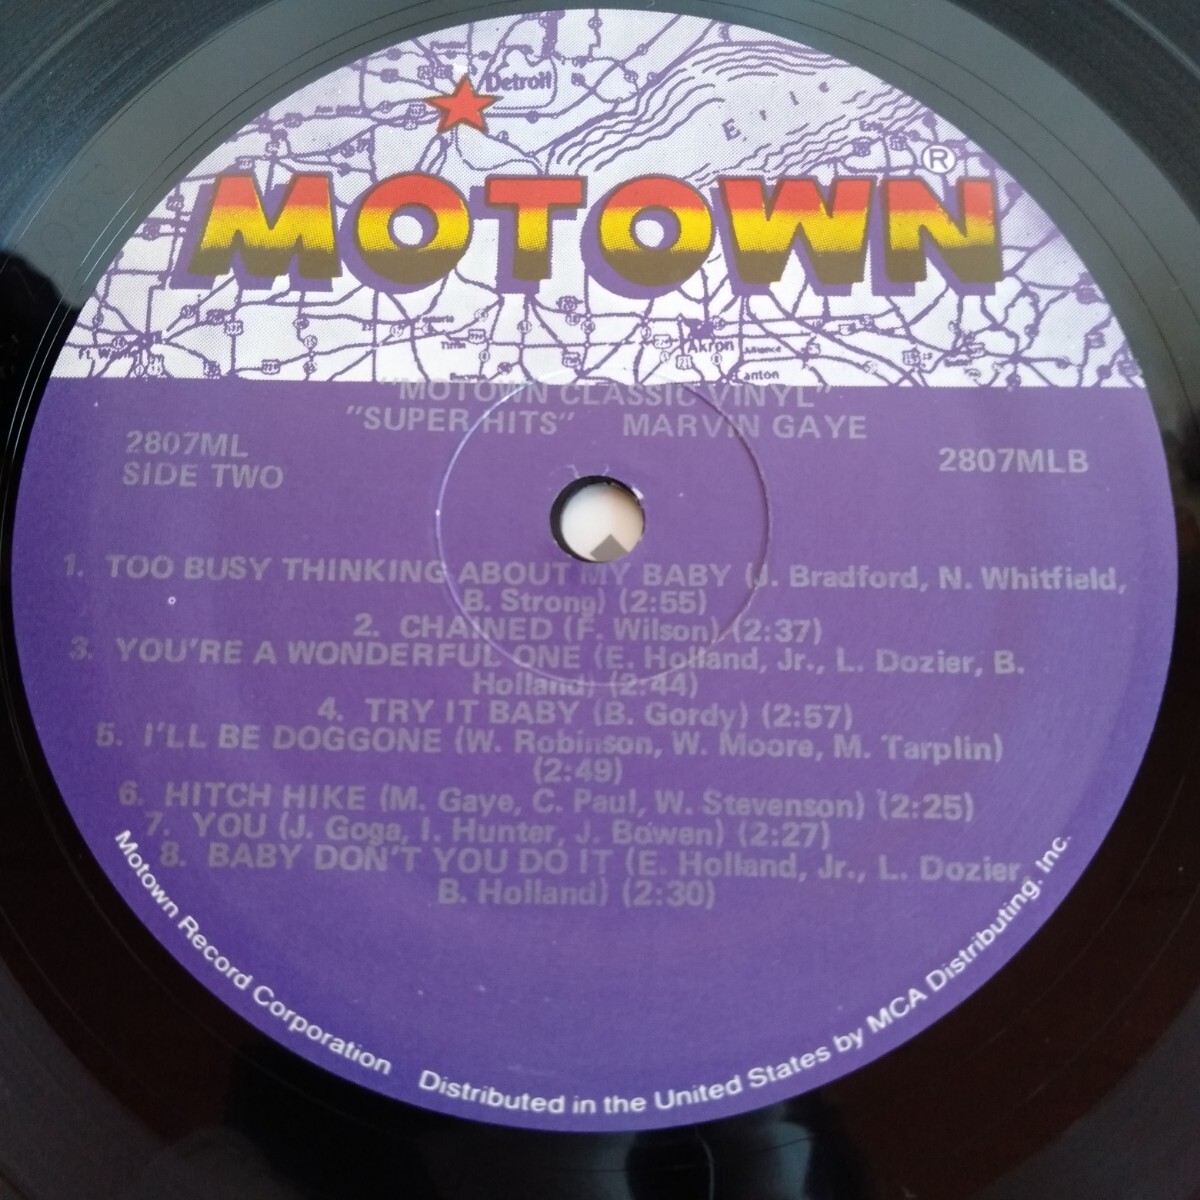 Detroit
Erie
MOTOWN®
Akron
"MOTOWN CLASSIC VINYL"
"SUPER HITS" MARVIN GAYE
2807ML
SIDE TWO
2807MLB
1. TOO BUSY THINKING ABOUT MY BABY (J. Bradford, N. Whitfield,
B. Strong) (2:55)
2. CHAINED (F. Wilson) (2:37)
3. YOU'RE A WONDERFUL ONE (E. Holland, Jr., L. Dozier, B.
Holland) (2:44)
4. TRY IT BABY (B. Gordy) (2:57)
5. I'LL BE DOGGONE (W. Robinson, W. Moore, M. Tarplin)
(2:49)
6. HITCH HIKE (M. Gaye, C. Paul, W. Stevenson) (2:25)
7. YOU (J. Goga, I. Hunter, J. Bowen) (2:27)
8. BABY DON'T YOU DO IT (E. Holland, Jr., L. Dozier,
B. Holland) (2:30)
Motown Record Corporation Distributed in the United States by MCA Distributing. Inc.